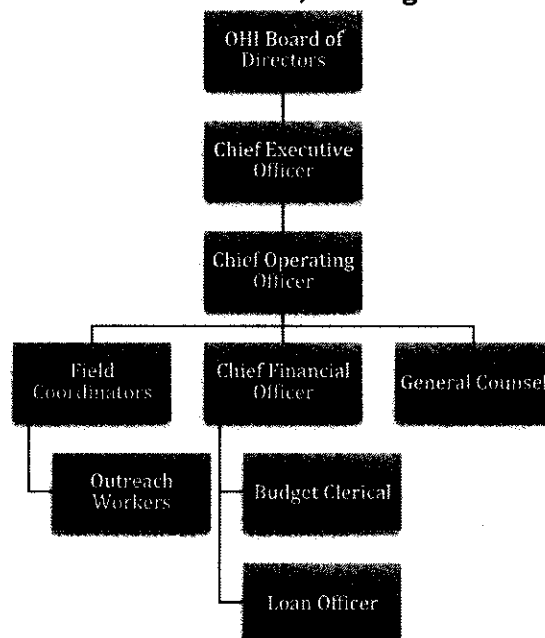 OHI Board of
Directors
Chief Executive
Officer
Chief Operating
Officer
Field
Coordinators
Chief Financial
Officer
General Counsel
Outreach
Workers
Budget Clerical
Loan Officer